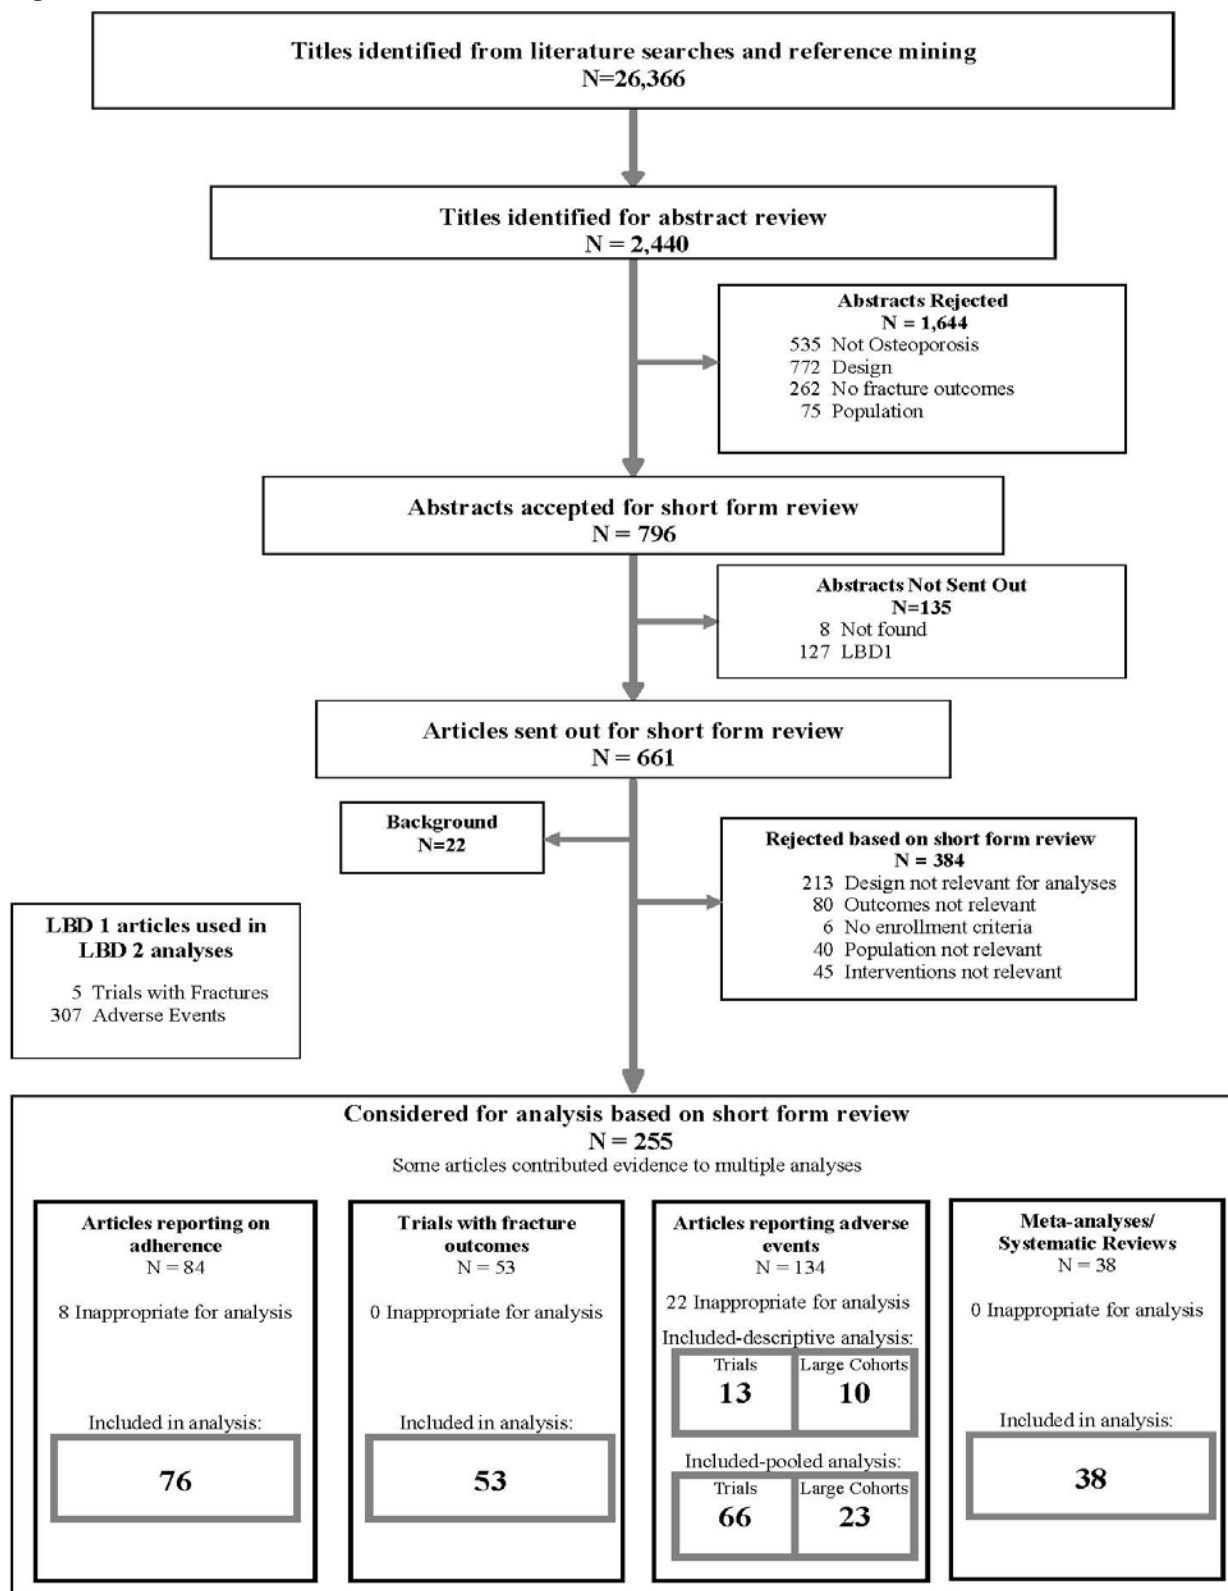 Titles identified from literature searches and reference mining
N=26,366
Titles identified for abstract review
N = 2,440
Abstracts Rejected
N = 1,644
535 Not Osteoporosis
772 Design
262 No fracture outcomes
75 Population
Abstracts accepted for short form review
N = 796
Abstracts Not Sent Out
N=135
8 Not found
127 LBD1
Articles sent out for short form review
N = 661
Background
N=22
Rejected based on short form review
N = 384
213 Design not relevant for analyses
80 Outcomes not relevant
6 No enrollment criteria
40 Population not relevant
45 Interventions not relevant
LBD 1 articles used in
LBD 2 analyses
5 Trials with Fractures
307 Adverse Events
Considered for analysis based on short form review
N = 255
Some articles contributed evidence to multiple analyses
Articles reporting on
adherence
N = 84
8 Inappropriate for analysis
Included in analysis:
76
Trials with fracture
outcomes
N = 53
0 Inappropriate for analysis
Included in analysis:
53
Articles reporting adverse
events
N = 134
22 Inappropriate for analysis
Included-descriptive analysis:
Trials
13
Large Cohorts
10
Included-pooled analysis:
Trials
66
Large Cohorts
23
Meta-analyses/
Systematic Reviews
N = 38
0 Inappropriate for analysis
Included in analysis:
38